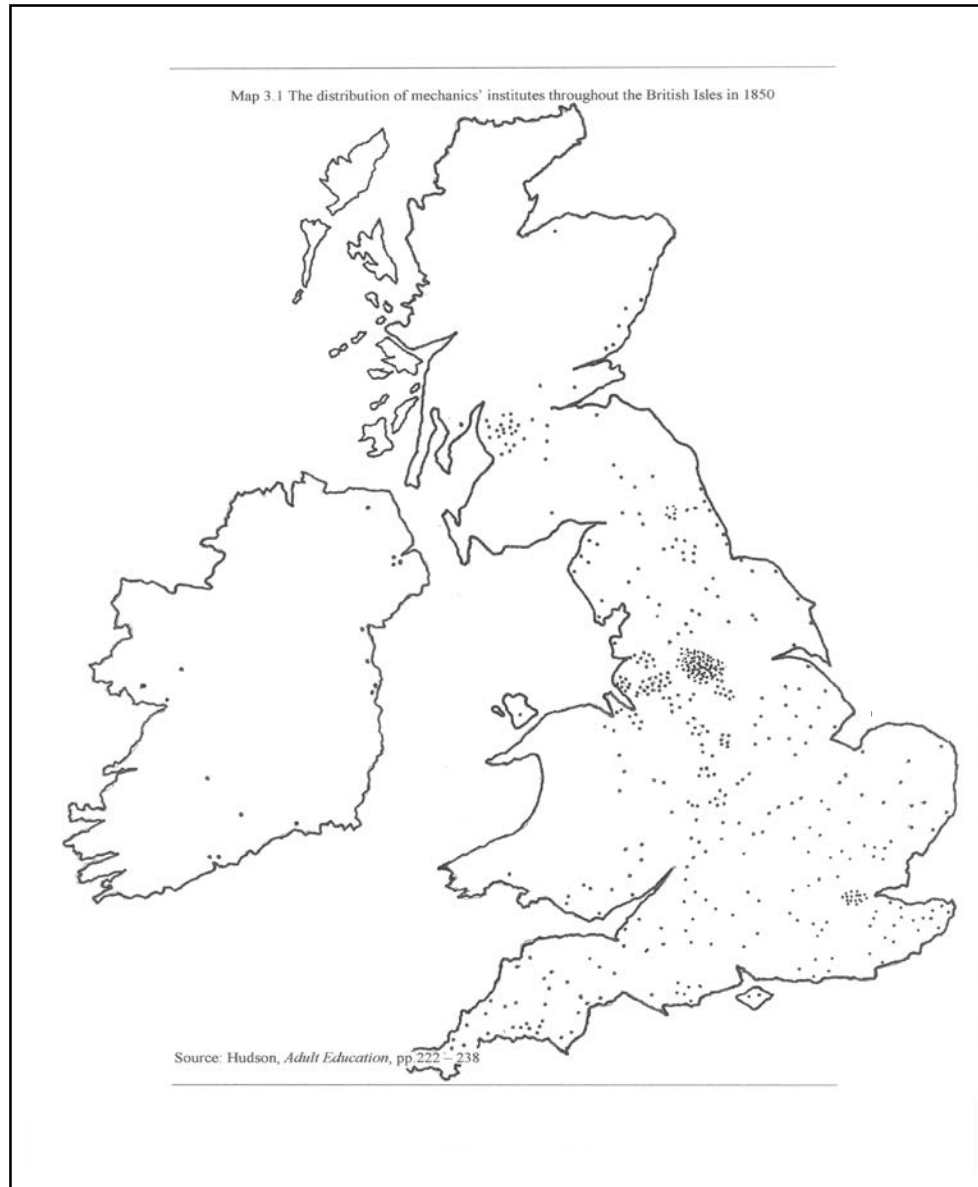 Map 3.1 The distribution of mechanics' institutes throughout the British Isles in 1850
Source: Hudson, Adult Education, pp.222 – 238